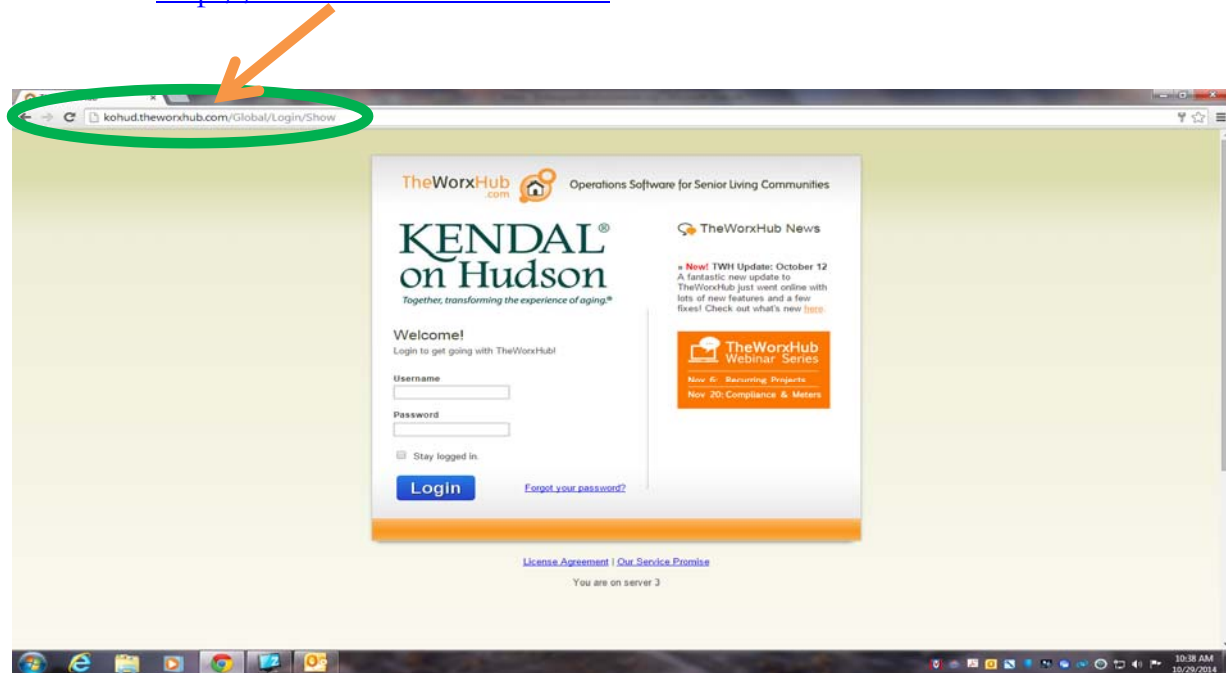 kohud.theworxhub.com/Global/Login/Show
TheWorxHub
.com
Operations Software for Senior Living Communities
KENDAL®
on Hudson
Together, transforming the experience of aging.®
TheWorxHub News
» New! TWH Update: October 12
A fantastic new update to
TheWorxHub just went online with
lots of new features and a few
fixes! Check out what's new here.
Welcome!
Login to get going with TheWorxHub!
TheWorxHub
Webinar Series
Nov 6: Recurring Projects
Nov 20: Compliance & Meters
Username
Password
Stay logged in.
Login
Forgot your password?
License Agreement | Our Service Promise
You are on server 3
10:38 AM
10/29/2014